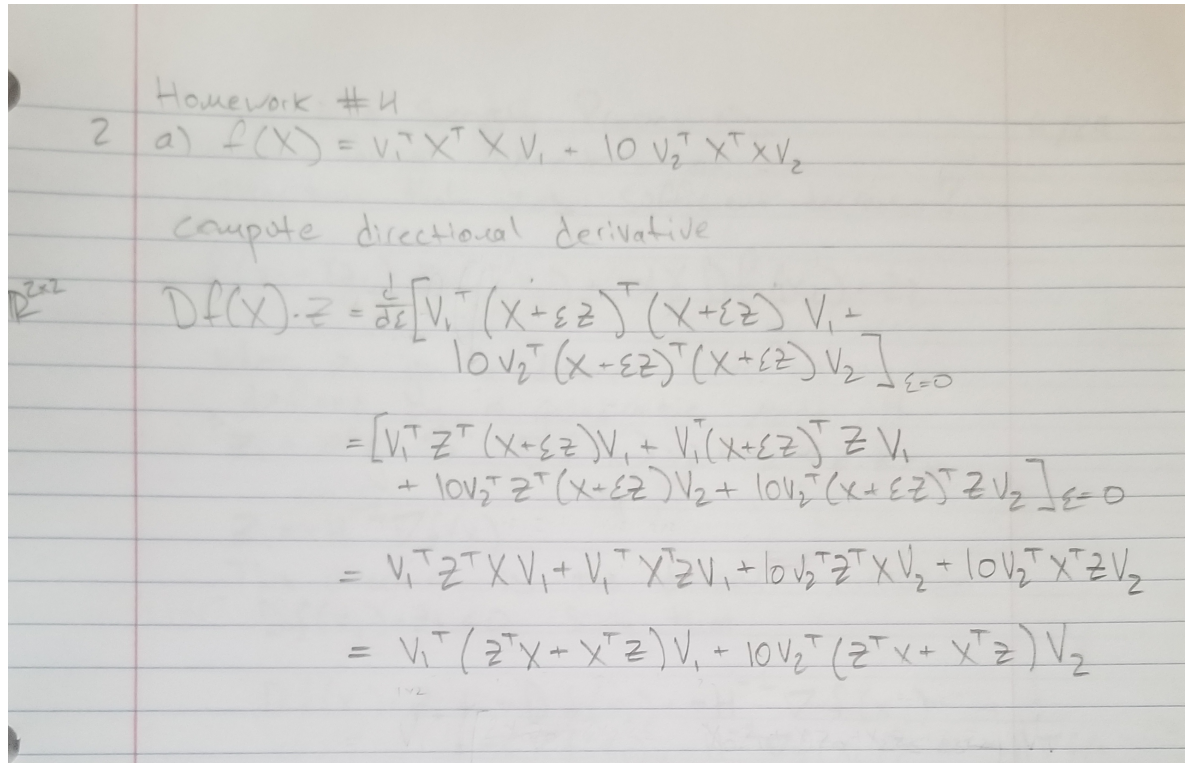 Homework #4
2 a) f(X) = V₁ᵀ Xᵀ X V₁ + 10 V₂ᵀ Xᵀ X V₂
compute directional derivative
ℝ²ˣ² Df(X)·Z = d/dε [V₁ᵀ (X+εZ)ᵀ (X+εZ) V₁ +
10 V₂ᵀ (X+εZ)ᵀ (X+εZ) V₂]ε=0
= [V₁ᵀ Zᵀ (X+εZ) V₁ + V₁ᵀ (X+εZ)ᵀ Z V₁
+ 10V₂ᵀ Zᵀ (X+εZ) V₂ + 10V₂ᵀ (X+εZ)ᵀ Z V₂]ε=0
= V₁ᵀ Zᵀ X V₁ + V₁ᵀ Xᵀ Z V₁ + 10 V₂ᵀ Zᵀ X V₂ + 10 V₂ᵀ Xᵀ Z V₂
= V₁ᵀ (Zᵀ X + Xᵀ Z) V₁ + 10 V₂ᵀ (Zᵀ X + Xᵀ Z) V₂